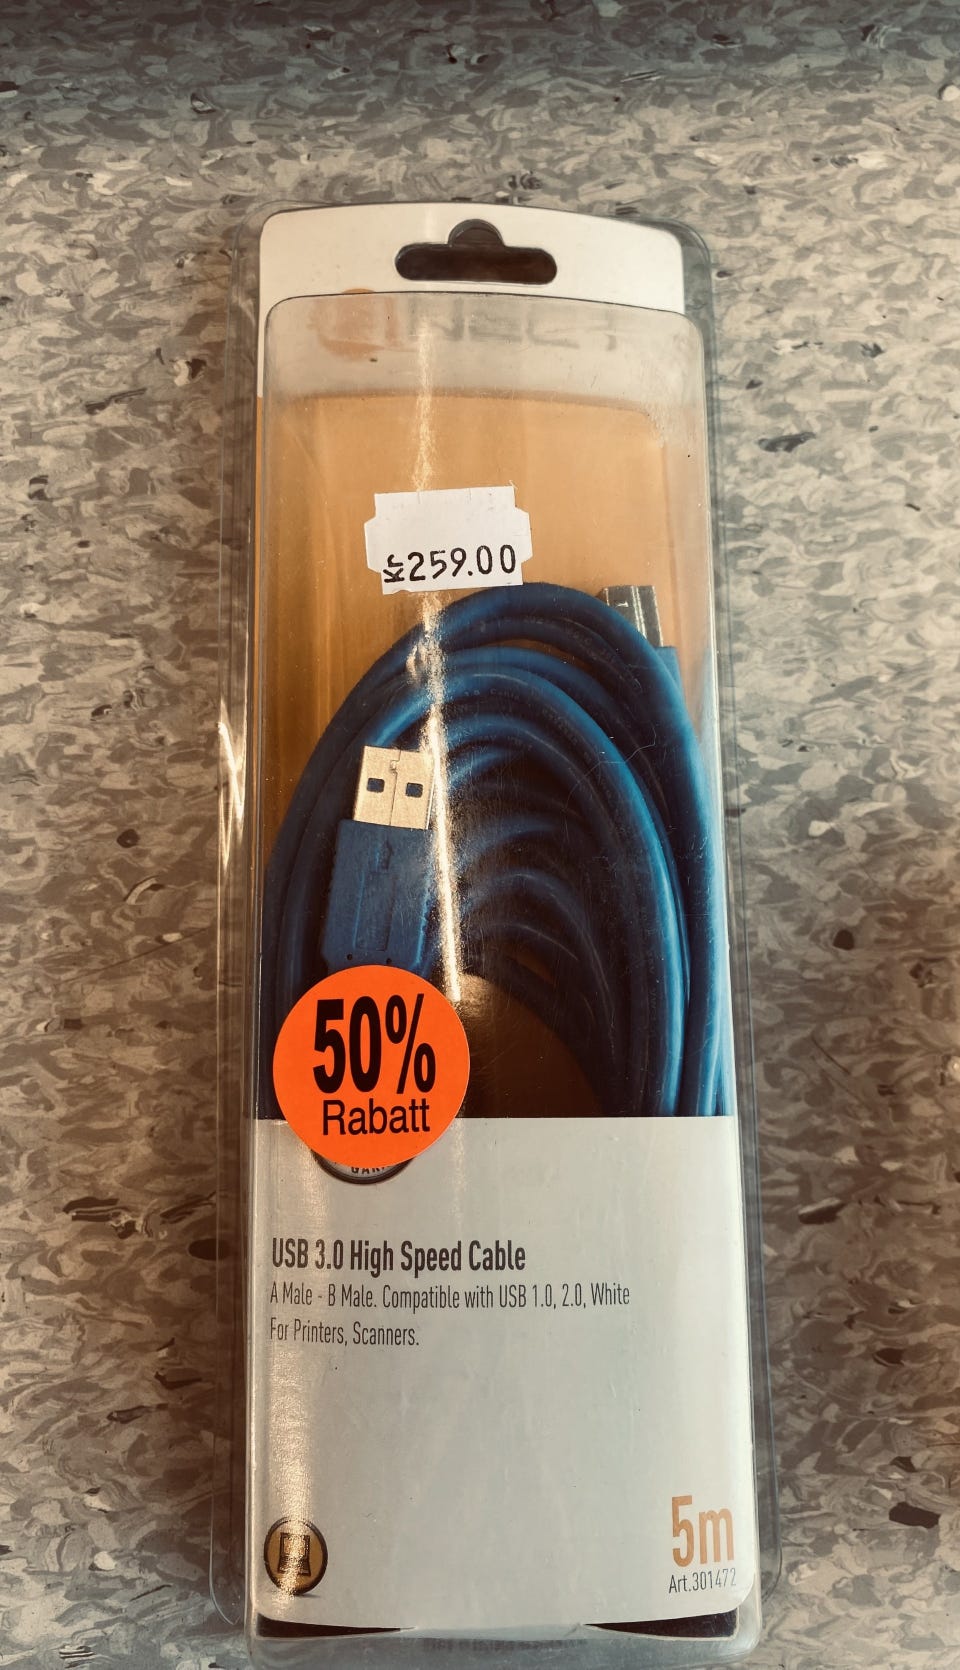 Kr259.00
50%
Rabatt
USB 3.0 High Speed Cable
A Male - B Male. Compatible with USB 1.0, 2.0, White
For Printers, Scanners.
5m
Art.301472